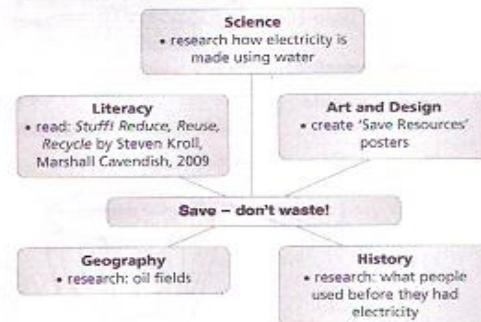 Science
• research how electricity is
made using water
Literacy
• read: Stuff! Reduce, Reuse,
Recycle by Steven Kroll,
Marshall Cavendish, 2009
Art and Design
• create 'Save Resources'
posters
Save – don't waste!
Geography
• research: oil fields
History
• research: what people
used before they had
electricity